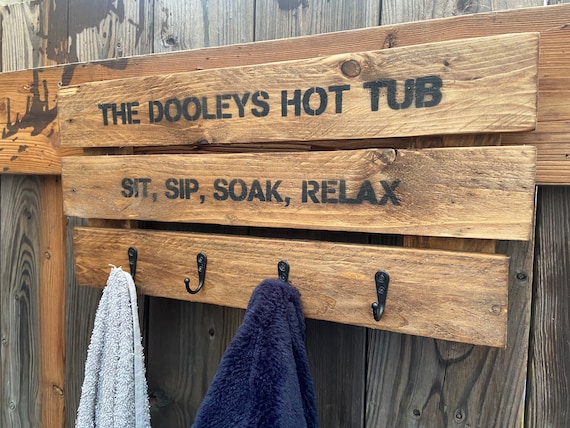 THE DOOLEYS HOT TUB
SIT, SIP, SOAK, RELAX